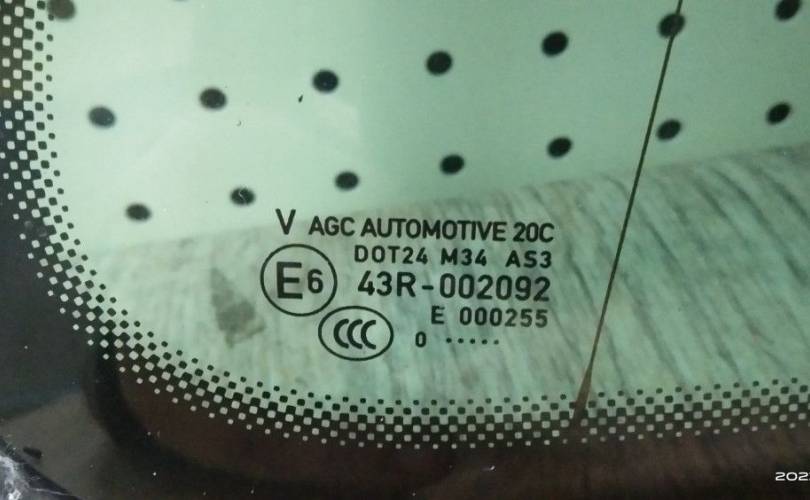 V AGC AUTOMOTIVE 20C
DOT24 M34 AS3
E6 43R-002092
E 000255
CCC 0 .....